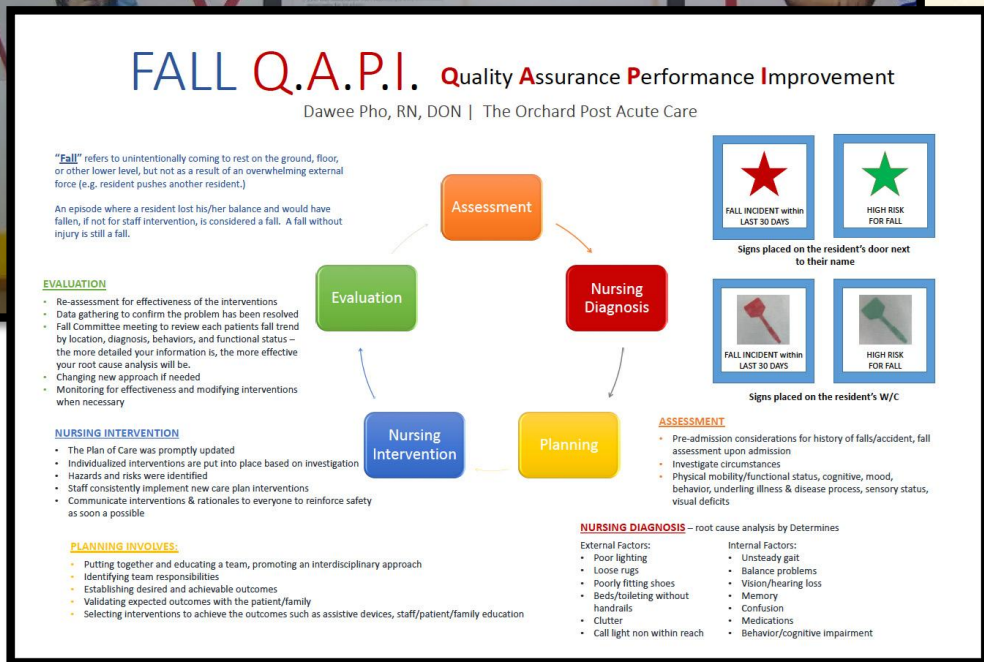 FALL Q.A.P.I. Quality Assurance Performance Improvement
Dawee Pho, RN, DON | The Orchard Post Acute Care
"Fall" refers to unintentionally coming to rest on the ground, floor,
or other lower level, but not as a result of an overwhelming external
force (e.g. resident pushes another resident.)
An episode where a resident lost his/her balance and would have
fallen, if not for staff intervention, is considered a fall. A fall without
injury is still a fall.
Assessment
Nursing
Diagnosis
Planning
Nursing
Intervention
Evaluation
FALL INCIDENT within
LAST 30 DAYS
HIGH RISK
FOR FALL
Signs placed on the resident's door next
to their name
FALL INCIDENT within
LAST 30 DAYS
HIGH RISK
FOR FALL
Signs placed on the resident's W/C
EVALUATION
• Re-assessment for effectiveness of the interventions
• Data gathering to confirm the problem has been resolved
• Fall Committee meeting to review each patients fall trend
by location, diagnosis, behaviors, and functional status –
the more detailed your information is, the more effective
your root cause analysis will be.
• Changing new approach if needed
• Monitoring for effectiveness and modifying interventions
when necessary
NURSING INTERVENTION
• The Plan of Care was promptly updated
• Individualized interventions are put into place based on investigation
• Hazards and risks were identified
• Staff consistently implement new care plan interventions
• Communicate interventions & rationales to everyone to reinforce safety
as soon a possible
PLANNING INVOLVES:
• Putting together and educating a team, promoting an interdisciplinary approach
• Identifying team responsibilities
• Establishing desired and achievable outcomes
• Validating expected outcomes with the patient/family
• Selecting interventions to achieve the outcomes such as assistive devices, staff/patient/family education
ASSESSMENT
• Pre-admission considerations for history of falls/accident, fall
assessment upon admission
• Investigate circumstances
• Physical mobility/functional status, cognitive, mood,
behavior, underling illness & disease process, sensory status,
visual deficits
NURSING DIAGNOSIS – root cause analysis by Determines
External Factors:
• Poor lighting
• Loose rugs
• Poorly fitting shoes
• Beds/toileting without
handrails
• Clutter
• Call light non within reach
Internal Factors:
• Unsteady gait
• Balance problems
• Vision/hearing loss
• Memory
• Confusion
• Medications
• Behavior/cognitive impairment